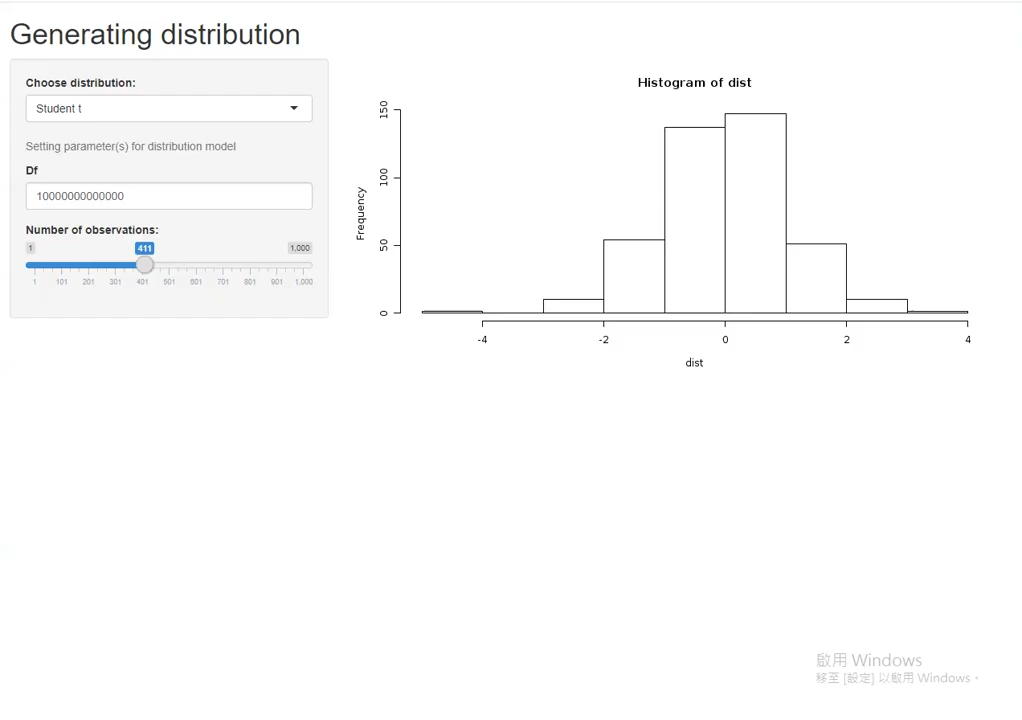 Generating distribution
Choose distribution:
Student t
Setting parameter(s) for distribution model
Df
10000000000000
Number of observations:
1 411 1,000
1 101 201 301 401 501 601 701 801 901 1,000
Histogram of dist
Frequency
150
100
50
0
-4 -2 0 2 4
dist
啟用 Windows
移至 [設定] 以啟用 Windows。